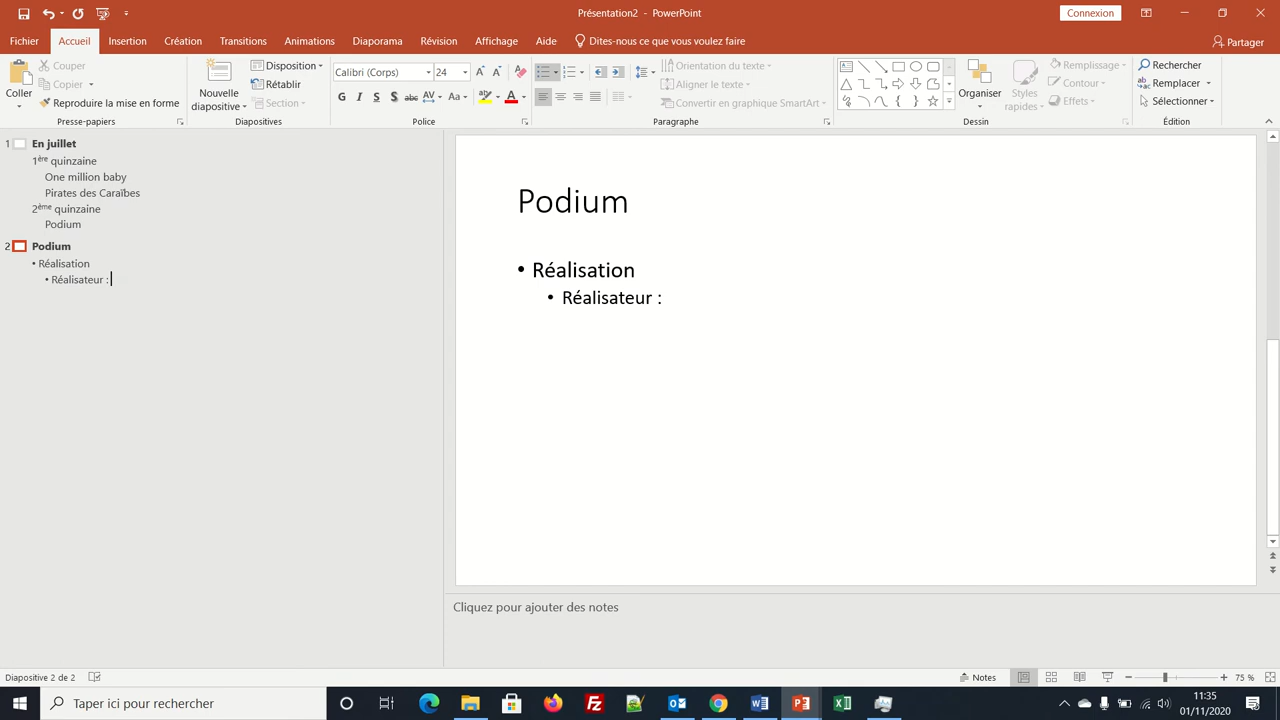 Présentation2 - PowerPoint
Connexion
Fichier Accueil Insertion Création Transitions Animations Diaporama Révision Affichage Aide Dites-nous ce que vous voulez faire Partager
Coller
Couper
Copier
Reproduire la mise en forme
Presse-papiers
Nouvelle diapositive
Disposition
Rétablir
Section
Diapositives
Calibri (Corps) 24
G I S S abc AV Aa A
Police
Orientation du texte
Aligner le texte
Convertir en graphique SmartArt
Paragraphe
Organiser
Styles rapides
Remplissage
Contour
Effets
Dessin
Rechercher
Remplacer
Sélectionner
Édition
1 En juillet
1ère quinzaine
One million baby
Pirates des Caraïbes
2ème quinzaine
Podium
2 Podium
• Réalisation
• Réalisateur :
Podium
• Réalisation
• Réalisateur :
Cliquez pour ajouter des notes
Diapositive 2 de 2
Notes
75 %
Taper ici pour rechercher
11:35
01/11/2020